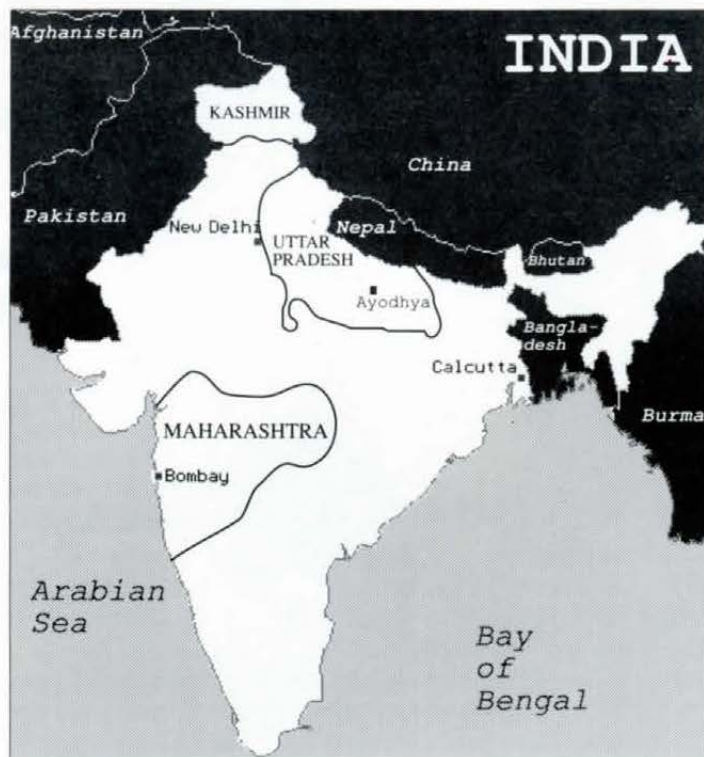 INDIA
Afghanistan
KASHMIR
China
Pakistan
New Delhi
Nepal
UTTAR
PRADESH
Bhutan
Ayodhya
Bangla-
desh
Calcutta
Burma
MAHARASHTRA
Bombay
Arabian
Sea
Bay
of
Bengal